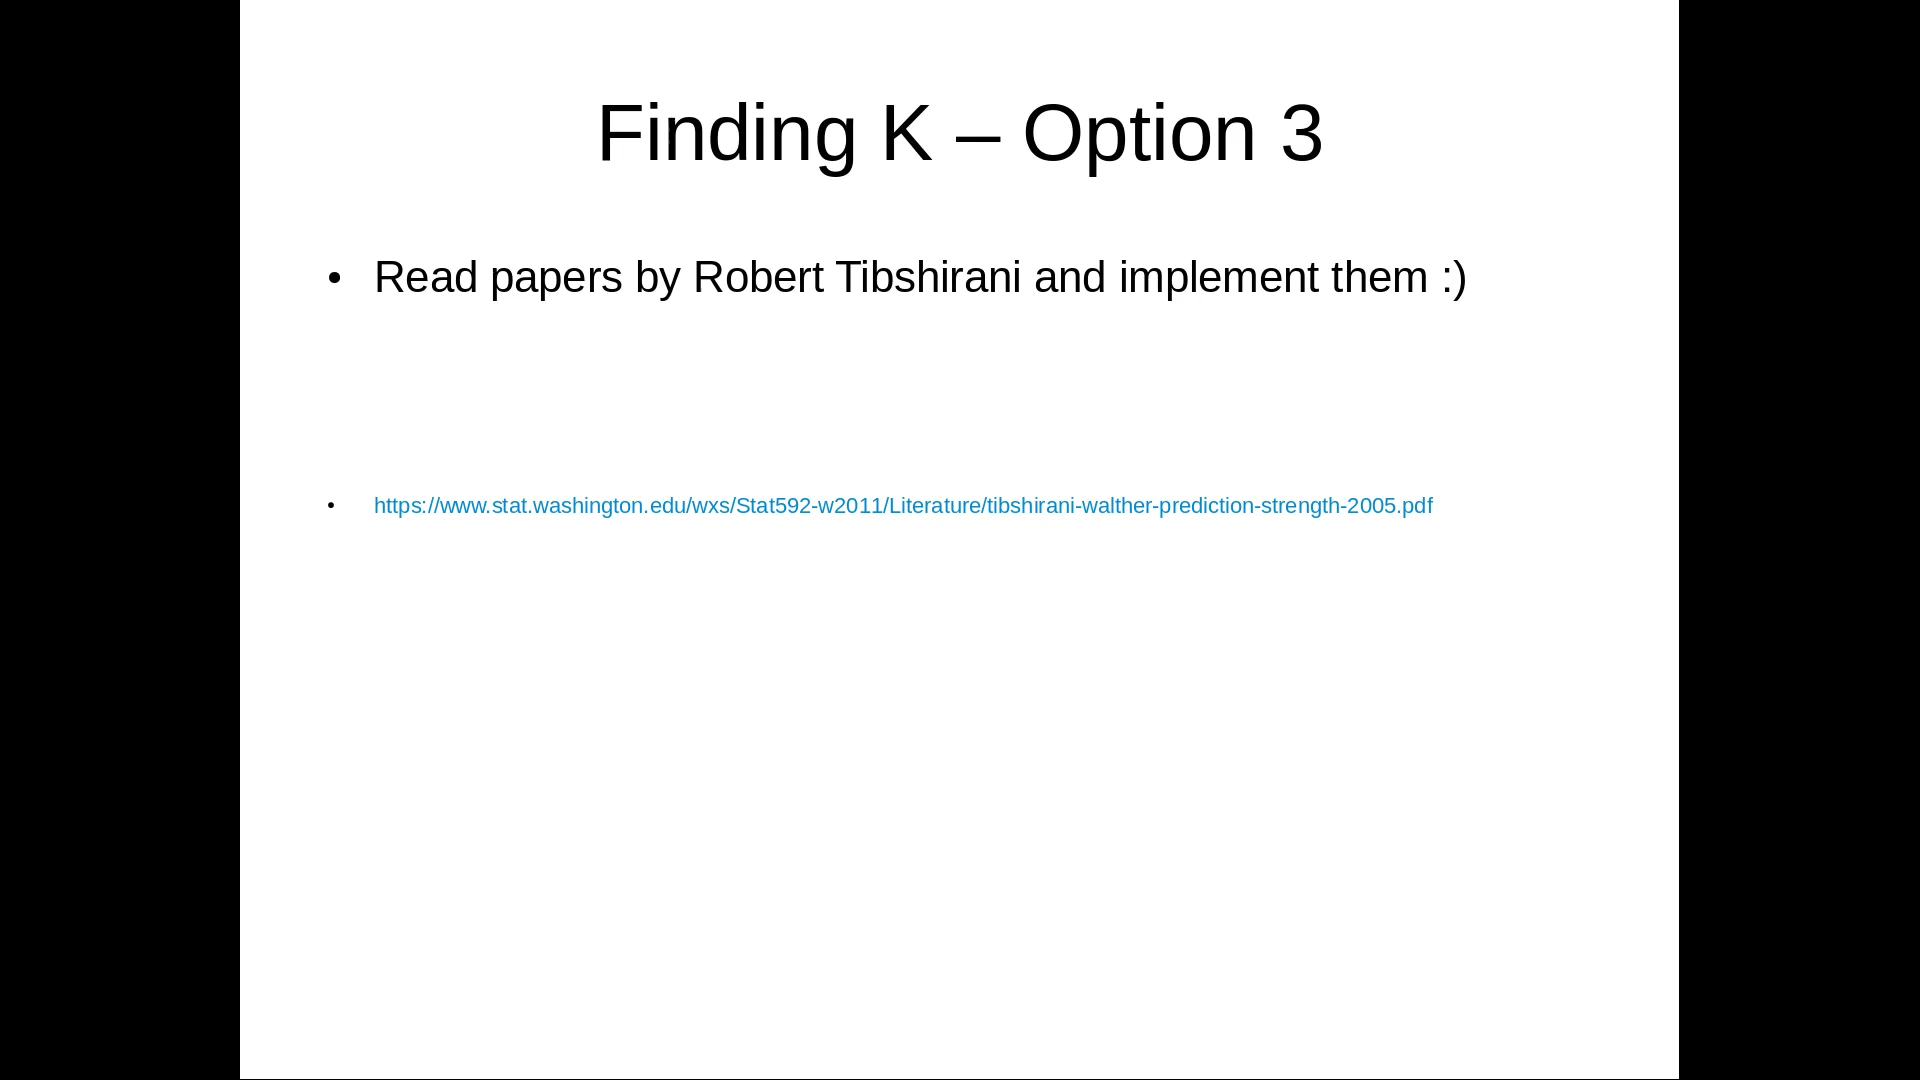 Finding K – Option 3
• Read papers by Robert Tibshirani and implement them :)
• https://www.stat.washington.edu/wxs/Stat592-w2011/Literature/tibshirani-walther-prediction-strength-2005.pdf